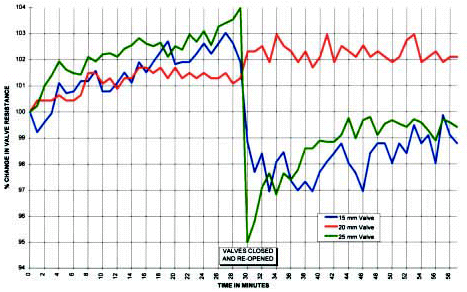 104
103
102
101
100
99
98
97
96
95
94
% CHANGE IN VALVE RESISTANCE
0 2 4 6 8 10 12 14 16 18 20 22 24 26 28 30 32 34 36 38 40 42 44 46 48 50 52 54 56 58
VALVES CLOSED
AND RE-OPENED
TIME IN MINUTES
15 mm Valve
20 mm Valve
25 mm Valve